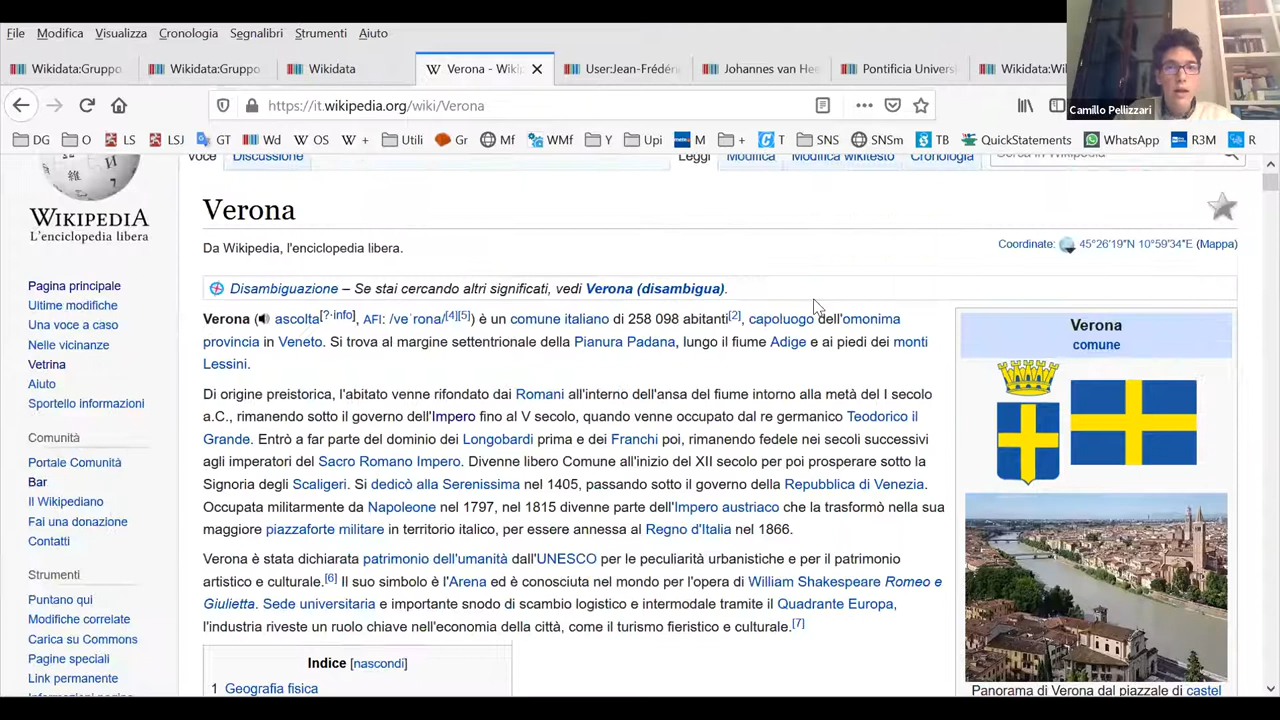 File Modifica Visualizza Cronologia Segnalibri Strumenti Aiuto
Wikidata:Gruppo Wikidata:Gruppo Wikidata Verona - Wiki User:Jean-Frédéri Johannes van Hee Pontificia Univers Wikidata:Wi
Camillo Pellizzari
https://it.wikipedia.org/wiki/Verona
DG O LS LSJ GT Wd OS + Utili Gr Mf WMf Y Upi M + T SNS SNSm TB QuickStatements WhatsApp R3M R
Voce Discussione Leggi Modifica Modifica wikitesto Cronologia Cerca in Wikipedia
WIKIPEDIA
L'enciclopedia libera
Pagina principale
Ultime modifiche
Una voce a caso
Nelle vicinanze
Vetrina
Aiuto
Sportello informazioni
Comunità
Portale Comunità
Bar
Il Wikipediano
Fai una donazione
Contatti
Strumenti
Puntano qui
Modifiche correlate
Carica su Commons
Pagine speciali
Link permanente
Verona
Da Wikipedia, l'enciclopedia libera.
Coordinate: 45°26′19″N 10°59′34″E (Mappa)
Disambiguazione – Se stai cercando altri significati, vedi Verona (disambigua).
Verona (ascolta[?·info], AFI: /veˈrona/[4][5]) è un comune italiano di 258 098 abitanti[2], capoluogo dell'omonima
provincia in Veneto. Si trova al margine settentrionale della Pianura Padana, lungo il fiume Adige e ai piedi dei monti
Lessini.
Di origine preistorica, l'abitato venne rifondato dai Romani all'interno dell'ansa del fiume intorno alla metà del I secolo
a.C., rimanendo sotto il governo dell'Impero fino al V secolo, quando venne occupato dal re germanico Teodorico il
Grande. Entrò a far parte del dominio dei Longobardi prima e dei Franchi poi, rimanendo fedele nei secoli successivi
agli imperatori del Sacro Romano Impero. Divenne libero Comune all'inizio del XII secolo per poi prosperare sotto la
Signoria degli Scaligeri. Si dedicò alla Serenissima nel 1405, passando sotto il governo della Repubblica di Venezia.
Occupata militarmente da Napoleone nel 1797, nel 1815 divenne parte dell'Impero austriaco che la trasformò nella sua
maggiore piazzaforte militare in territorio italico, per essere annessa al Regno d'Italia nel 1866.
Verona è stata dichiarata patrimonio dell'umanità dall'UNESCO per le peculiarità urbanistiche e per il patrimonio
artistico e culturale.[6] Il suo simbolo è l'Arena ed è conosciuta nel mondo per l'opera di William Shakespeare Romeo e
Giulietta. Sede universitaria e importante snodo di scambio logistico e intermodale tramite il Quadrante Europa,
l'industria riveste un ruolo chiave nell'economia della città, come il turismo fieristico e culturale.[7]
Indice [nascondi]
1 Geografia fisica
Verona
comune
Panorama di Verona dal piazzale di castel